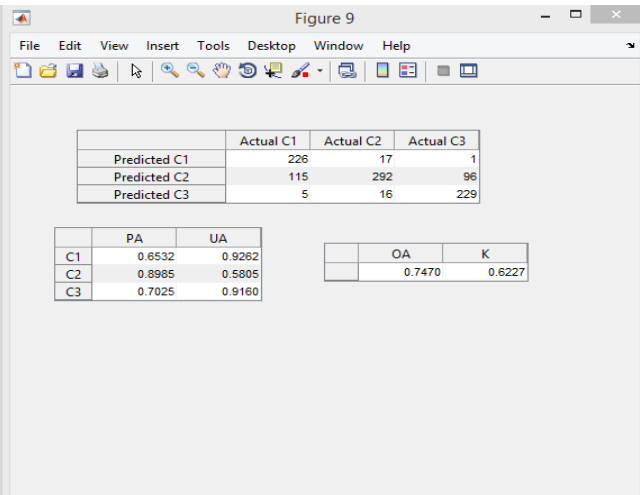 Figure 9
File Edit View Insert Tools Desktop Window Help
Actual C1 Actual C2 Actual C3
Predicted C1 226 17 1
Predicted C2 115 292 96
Predicted C3 5 16 229
PA UA
C1 0.6532 0.9262
C2 0.8985 0.5805
C3 0.7025 0.9160
OA K
0.7470 0.6227